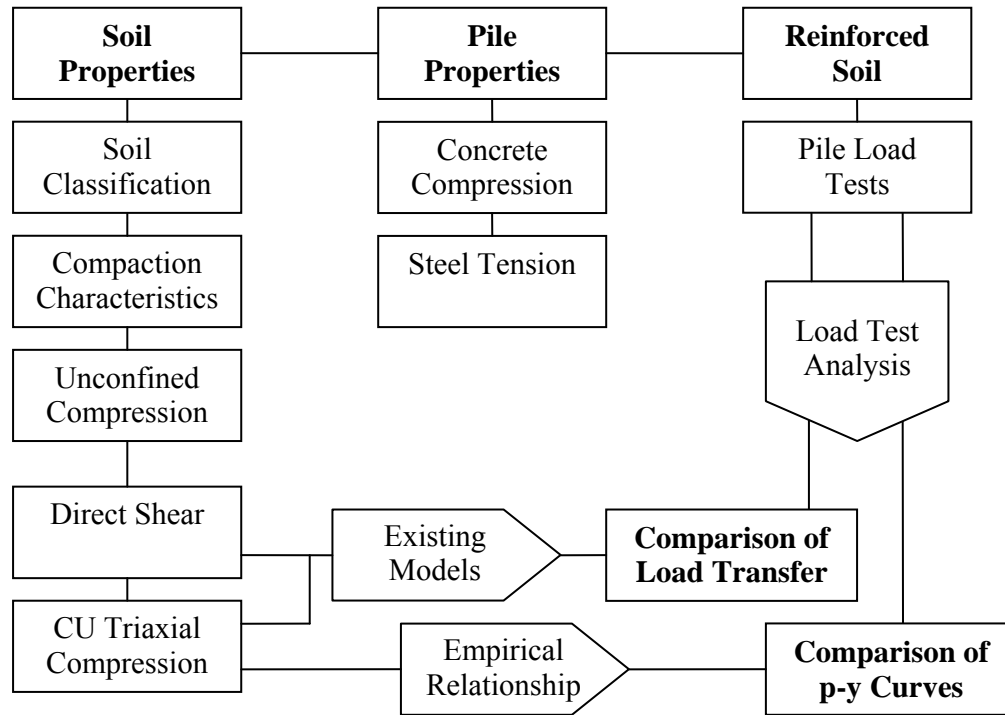 Soil
Properties
Pile
Properties
Reinforced
Soil
Soil
Classification
Concrete
Compression
Pile Load
Tests
Compaction
Characteristics
Steel Tension
Load Test
Analysis
Unconfined
Compression
Direct Shear
Existing
Models
Comparison of
Load Transfer
CU Triaxial
Compression
Empirical
Relationship
Comparison of
p-y Curves